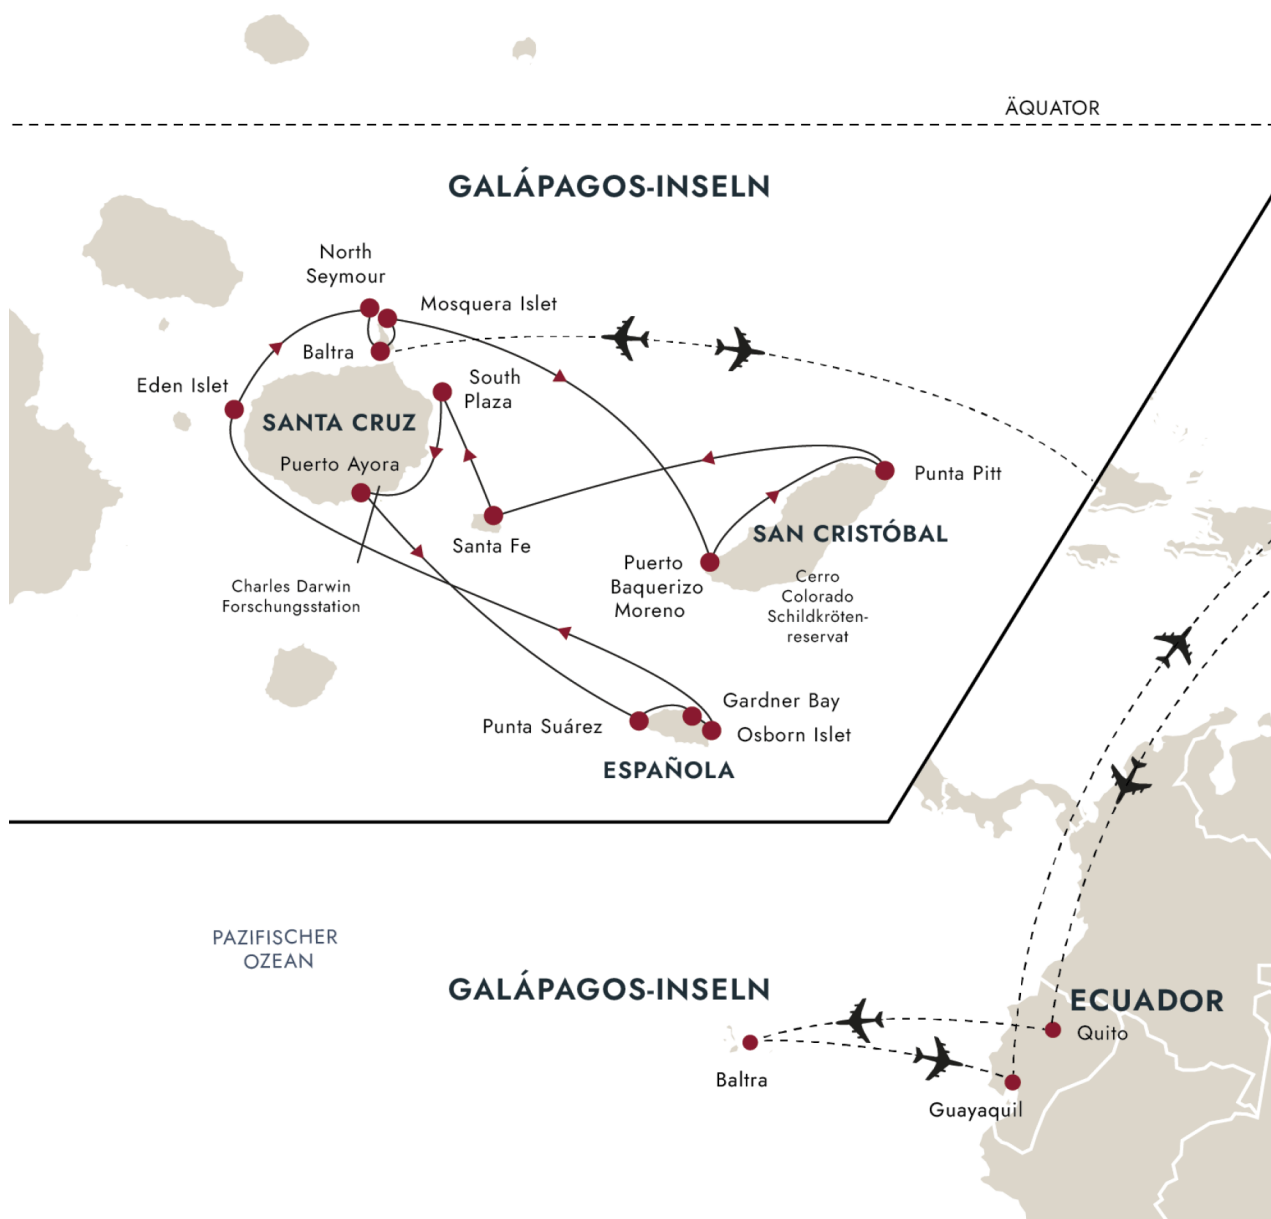 ÄQUATOR
GALÁPAGOS-INSELN
North
Seymour
Mosquera Islet
Baltra
Eden Islet
South
Plaza
SANTA CRUZ
Puerto Ayora
Punta Pitt
SAN CRISTÓBAL
Santa Fe
Puerto
Baquerizo
Moreno
Cerro
Colorado
Schildkröten-
reservat
Charles Darwin
Forschungsstation
Gardner Bay
Punta Suárez
Osborn Islet
ESPAÑOLA
PAZIFISCHER
OZEAN
GALÁPAGOS-INSELN
ECUADOR
Quito
Baltra
Guayaquil